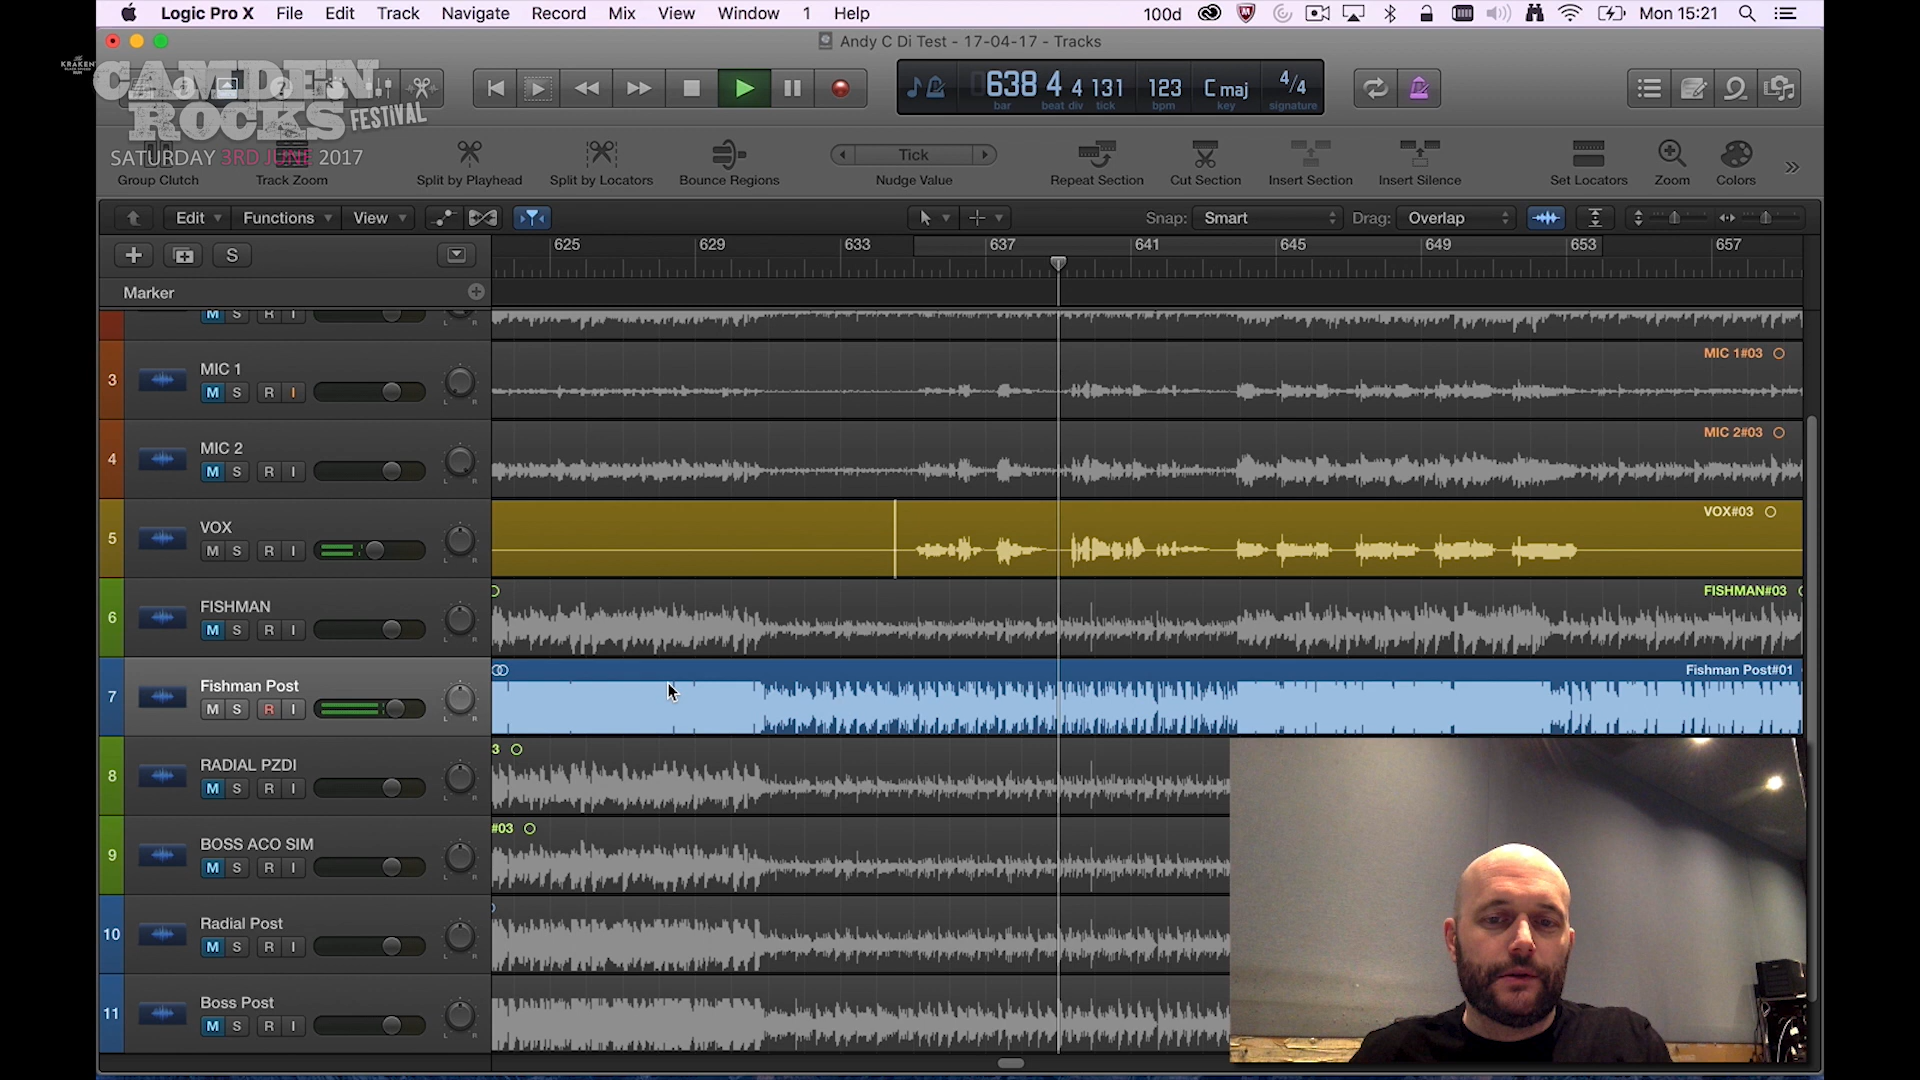 Logic Pro X File Edit Track Navigate Record Mix View Window 1 Help 100d Mon 15:21
Andy C Di Test - 17-04-17 - Tracks
KRAKEN
CAMDEN
ROCKS FESTIVAL
SATURDAY 3RD JUNE 2017
638 4 4 131 123 C maj 4/4
bar beat div tick bpm key signature
Tick
Group Clutch Track Zoom Split by Playhead Split by Locators Bounce Regions Nudge Value Repeat Section Cut Section Insert Section Insert Silence Set Locators Zoom Colors
Edit Functions View Snap: Smart Drag: Overlap
S 625 629 633 637 641 645 649 653 657
Marker
M S R I
3 MIC 1 MIC 1#03
M S R I L R
4 MIC 2 MIC 2#03
M S R I L R
5 VOX VOX#03
M S R I L R
6 FISHMAN FISHMAN#03
M S R I L R
7 Fishman Post Fishman Post#01
M S R I L R
8 RADIAL PZDI 3
M S R I L R
9 BOSS ACO SIM #03
M S R I L R
10 Radial Post
M S R I L R
11 Boss Post
M S R I L R